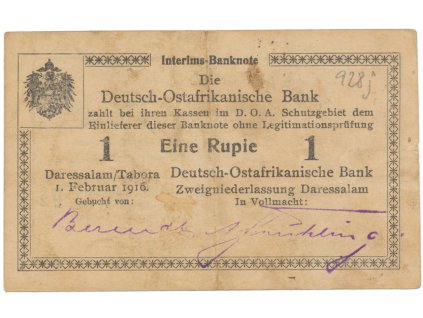 Interims-Banknote
928j
Die
Deutsch-Ostafrikanische Bank
zahlt bei ihren Kassen im D. O. A. Schutzgebiet dem
Einlieferer dieser Banknote ohne Legitimationsprüfung
1 Eine Rupie 1
Daressalam/Tabora Deutsch-Ostafrikanische Bank
1. Februar 1916. Zweigniederlassung Daressalam
Gebucht von: In Vollmacht: